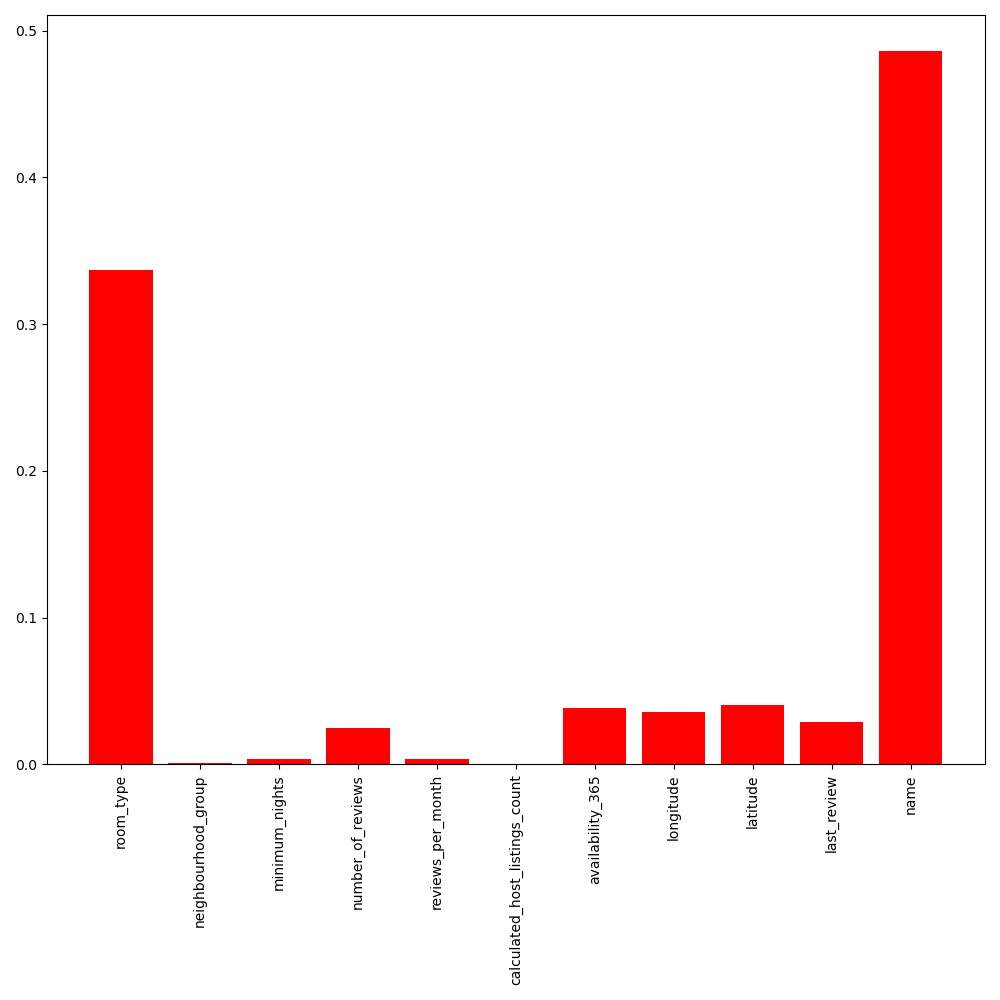 0.5
0.4
0.3
0.2
0.1
0.0
room_type
neighbourhood_group
minimum_nights
number_of_reviews
reviews_per_month
calculated_host_listings_count
availability_365
longitude
latitude
last_review
name